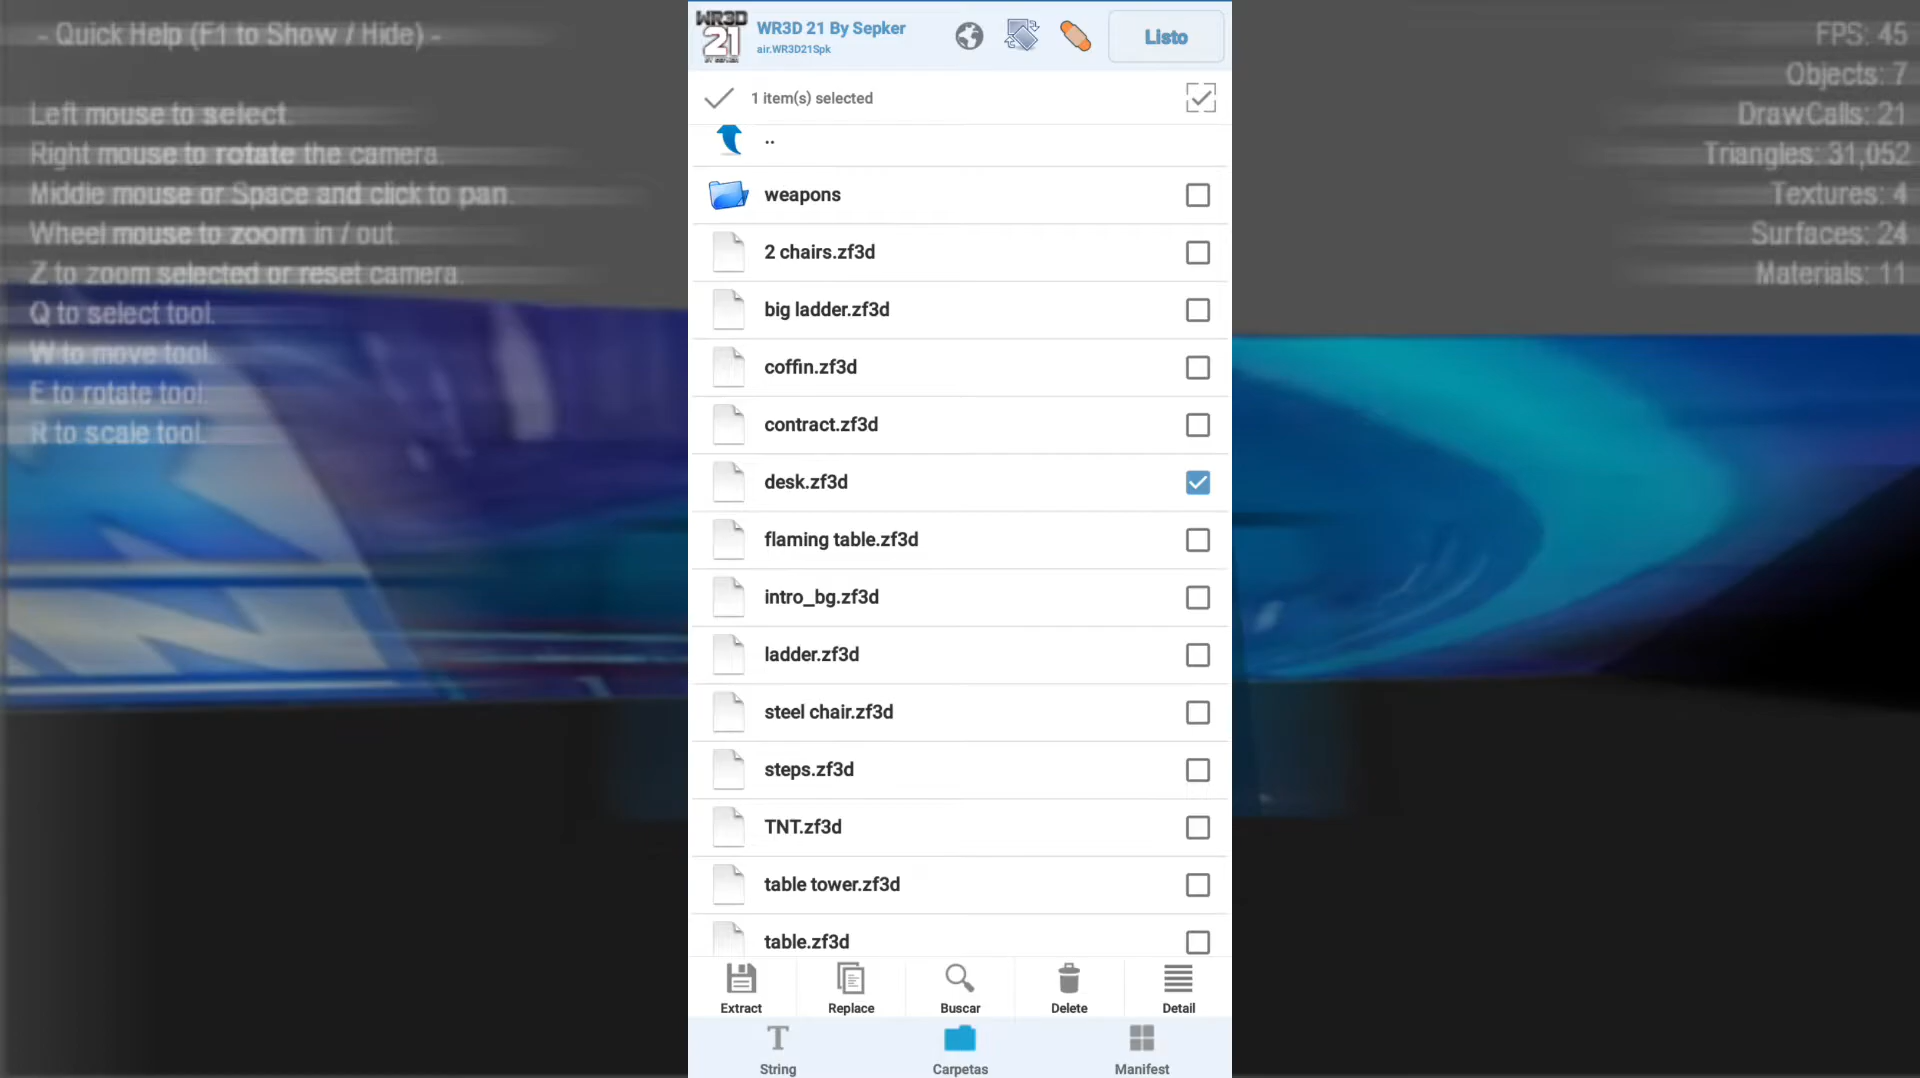 - Quick Help (F1 to Show / Hide) -
Left mouse to select.
Right mouse to rotate the camera.
Middle mouse or Space and click to pan.
Wheel mouse to zoom in / out.
Z to zoom selected or reset camera.
Q to select tool.
W to move tool.
E to rotate tool.
R to scale tool.
WR3D
21
BY SEPKER
WR3D 21 By Sepker
air.WR3D21Spk
Listo
1 item(s) selected
..
weapons
2 chairs.zf3d
big ladder.zf3d
coffin.zf3d
contract.zf3d
desk.zf3d
flaming table.zf3d
intro_bg.zf3d
ladder.zf3d
steel chair.zf3d
steps.zf3d
TNT.zf3d
table tower.zf3d
table.zf3d
Extract
Replace
Buscar
Delete
Detail
String
Carpetas
Manifest
FPS: 45
Objects: 7
DrawCalls: 21
Triangles: 31,052
Textures: 4
Surfaces: 24
Materials: 11